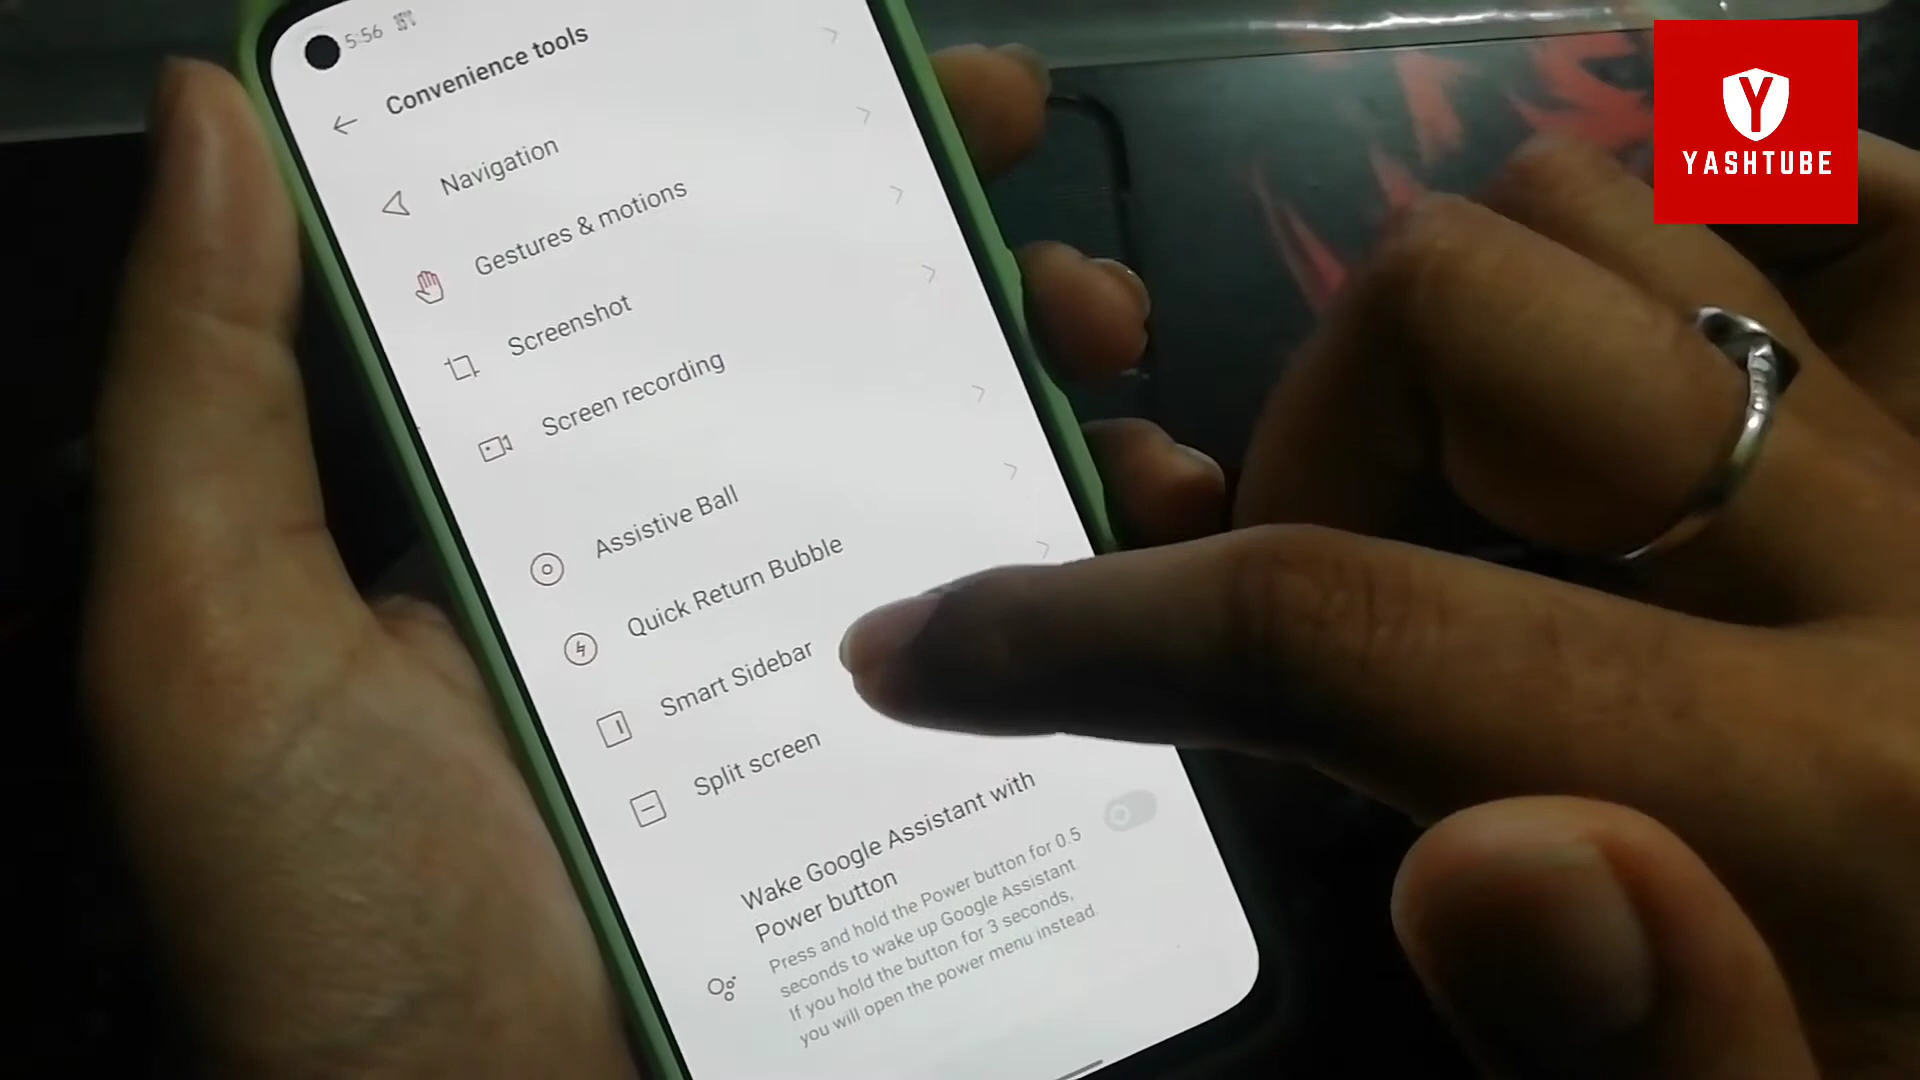 5:56
Convenience tools
Navigation
Gestures & motions
Screenshot
Screen recording
Assistive Ball
Quick Return Bubble
Smart Sidebar
Split screen
Wake Google Assistant with
Power button
Press and hold the Power button for 0.5
seconds to wake up Google Assistant
If you hold the button for 3 seconds,
you will open the power menu instead.
Y
YASHTUBE